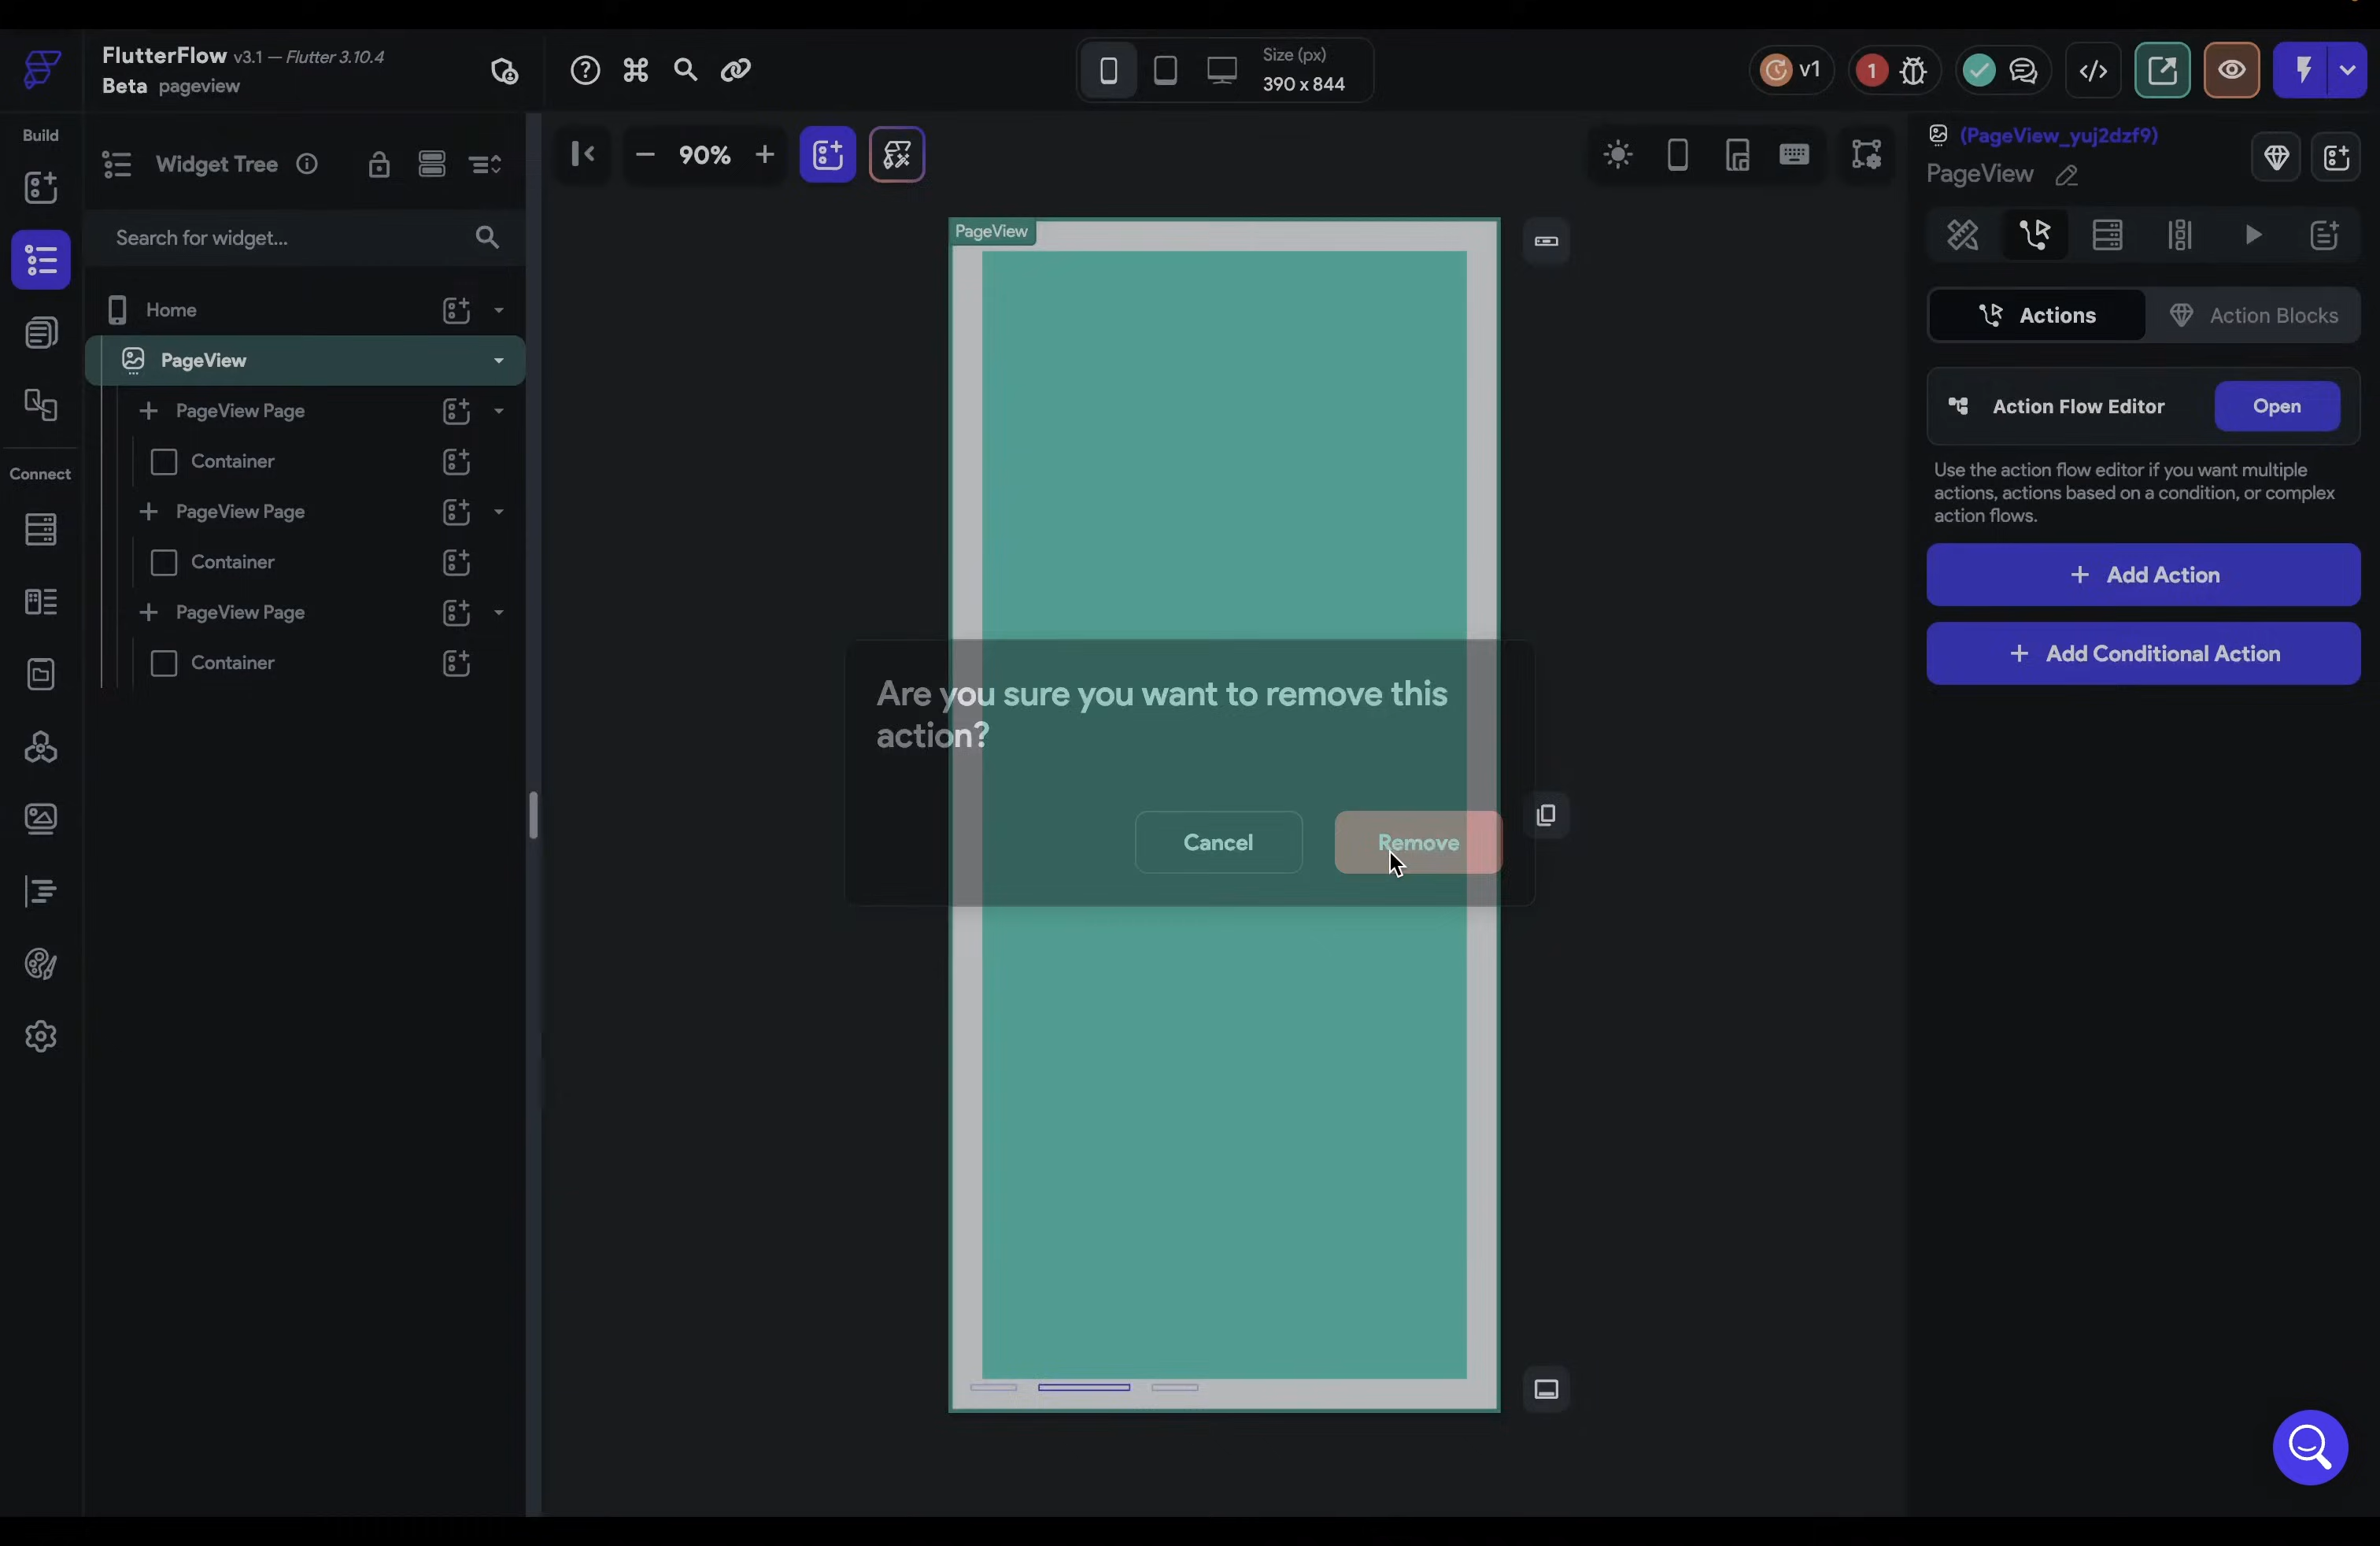 FlutterFlow v3.1 — Flutter 3.10.4
Beta pageview
Size (px)
390 x 844
v1
1
Build
Connect
Widget Tree
Search for widget...
Home
PageView
PageView Page
Container
PageView Page
Container
PageView Page
Container
90%
PageView
Are you sure you want to remove this
action?
Cancel
Remove
(PageView_yuj2dzf9)
PageView
Actions
Action Blocks
Action Flow Editor
Open
Use the action flow editor if you want multiple
actions, actions based on a condition, or complex
action flows.
+ Add Action
+ Add Conditional Action